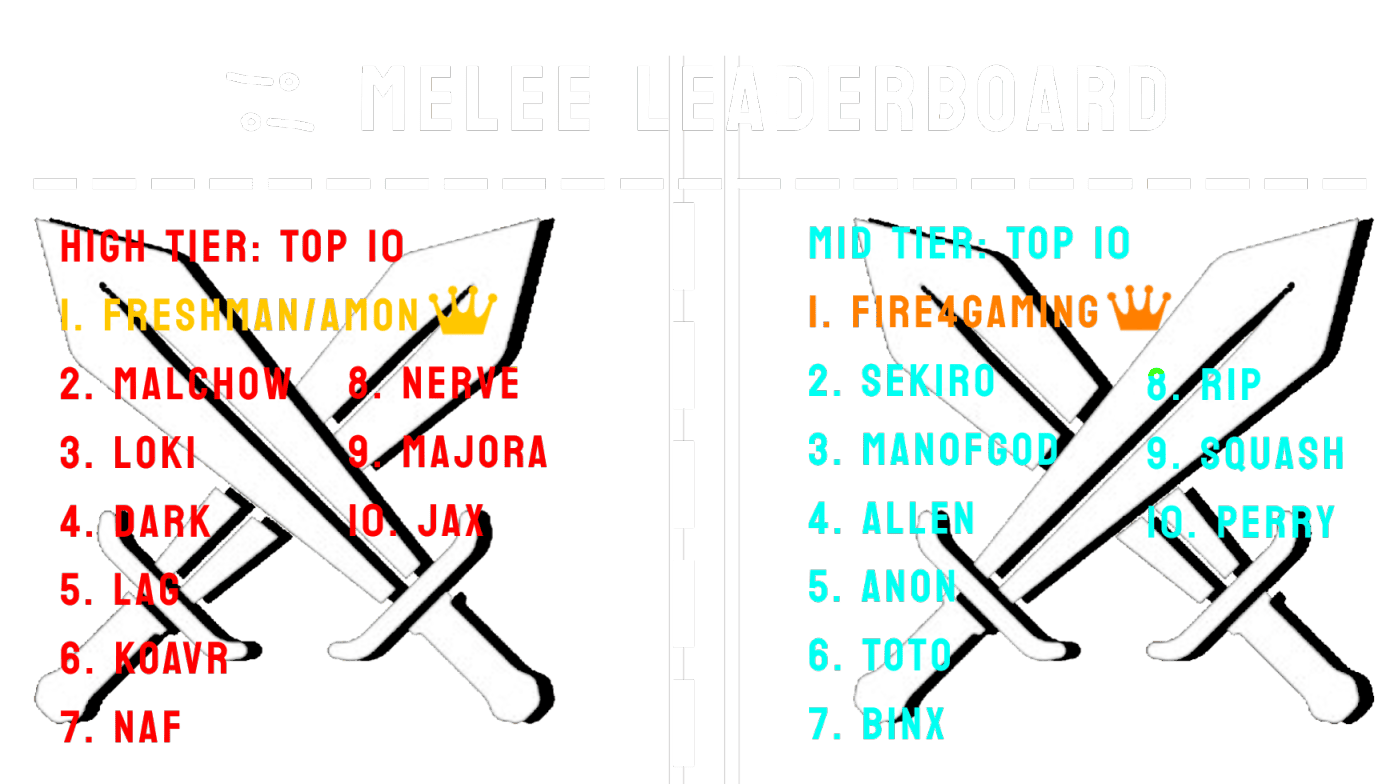 MELEE LEADERBOARD
HIGH TIER: TOP 10
1. FRESHMAN/AMON
2. MALCHOW
3. LOKI
4. DARK
5. LAG
6. KOAVR
7. NAF
8. NERVE
9. MAJORA
10. JAX
MID TIER: TOP 10
1. F1RE4GAMING
2. SEKIRO
3. MANOFGOD
4. ALLEN
5. ANON
6. TOTO
7. BINX
8. RIP
9. SQUASH
10. PERRY